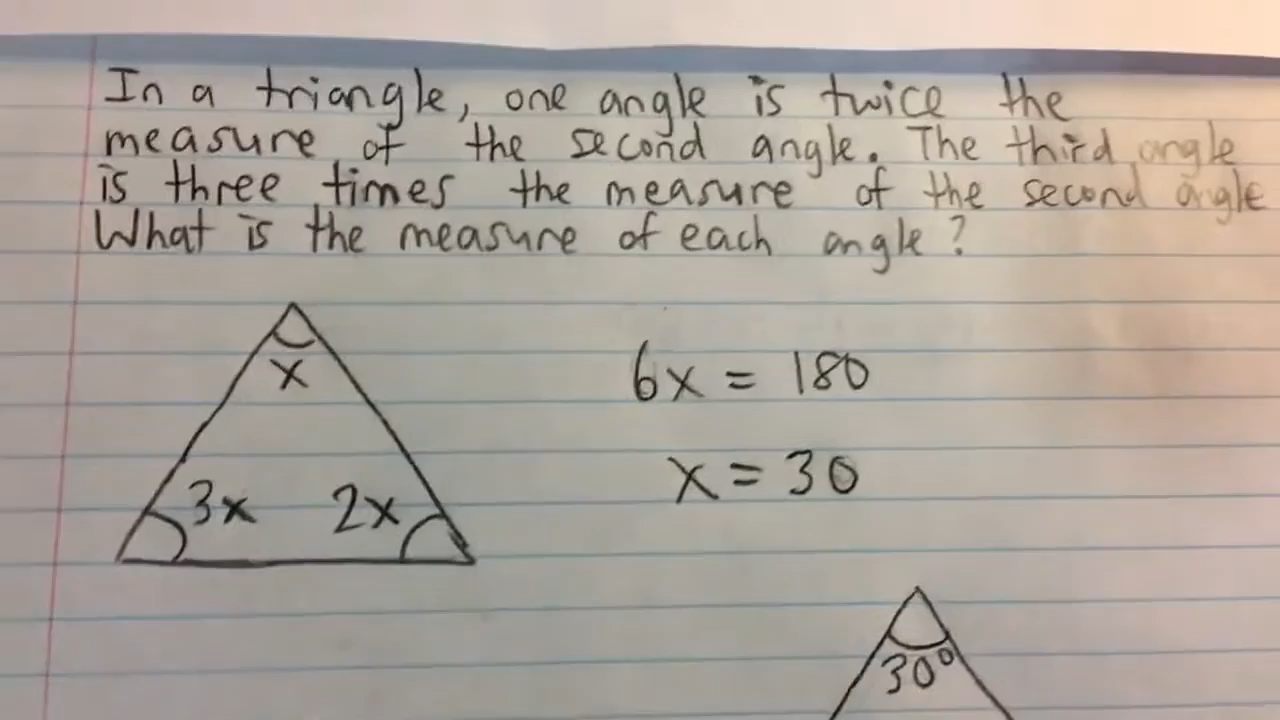 In a triangle, one angle is twice the
measure of the second angle. The third angle
is three times the measure of the second angle
What is the measure of each angle?
x
6x = 180
x = 30
3x 2x
30°